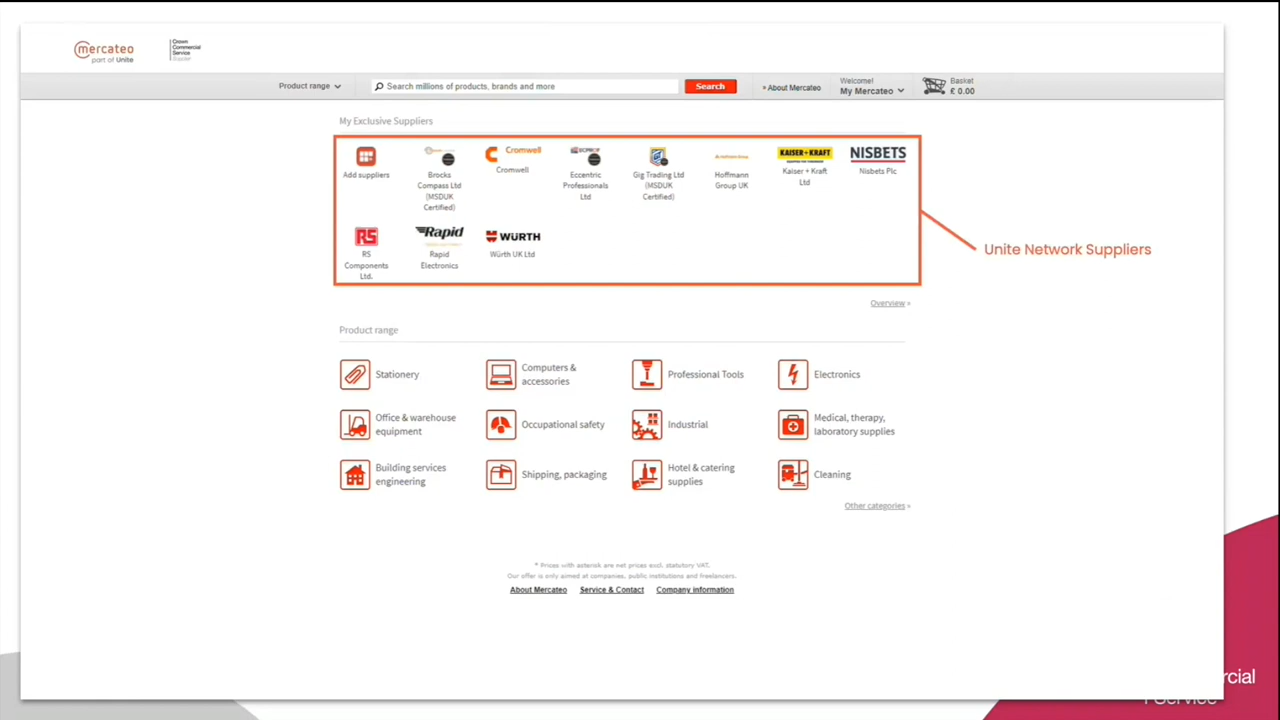 mercateo
part of Unite
Crown
Commercial
Service
Supplier
Product range
Search millions of products, brands and more
Search
» About Mercateo
Welcome!
My Mercateo
Basket
£ 0.00
My Exclusive Suppliers
Add suppliers
Brocks
Compass Ltd
(MSDUK
Certified)
Cromwell
Cromwell
Eccentric
Professionals
Ltd
Gig Trading Ltd
(MSDUK
Certified)
Hoffmann
Group UK
KAISER+KRAFT
Kaiser + Kraft
Ltd
NISBETS
Nisbets Plc
RS
RS
Components
Ltd.
Rapid
Rapid
Electronics
WÜRTH
Würth UK Ltd
Unite Network Suppliers
Overview »
Product range
Stationery
Computers &
accessories
Professional Tools
Electronics
Office & warehouse
equipment
Occupational safety
Industrial
Medical, therapy,
laboratory supplies
Building services
engineering
Shipping, packaging
Hotel & catering
supplies
Cleaning
Other categories »
* Prices with asterisk are net prices excl. statutory VAT.
Our offer is only aimed at companies, public institutions and freelancers.
About Mercateo
Service & Contact
Company information
rcial
Service